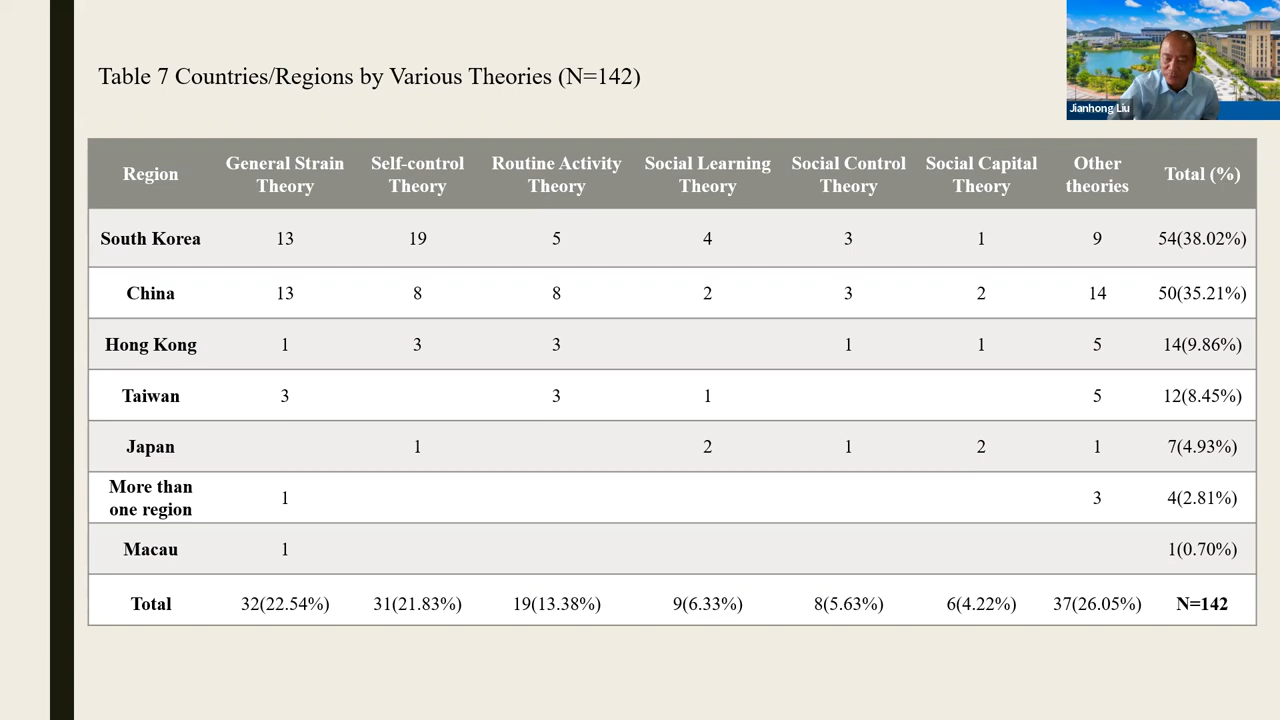 Jianhong Liu
Table 7 Countries/Regions by Various Theories (N=142)
Region General Strain Theory Self-control Theory Routine Activity Theory Social Learning Theory Social Control Theory Social Capital Theory Other theories Total (%)
South Korea 13 19 5 4 3 1 9 54(38.02%)
China 13 8 8 2 3 2 14 50(35.21%)
Hong Kong 1 3 3 1 1 5 14(9.86%)
Taiwan 3 3 1 5 12(8.45%)
Japan 1 2 1 2 1 7(4.93%)
More than one region 1 3 4(2.81%)
Macau 1 1(0.70%)
Total 32(22.54%) 31(21.83%) 19(13.38%) 9(6.33%) 8(5.63%) 6(4.22%) 37(26.05%) N=142